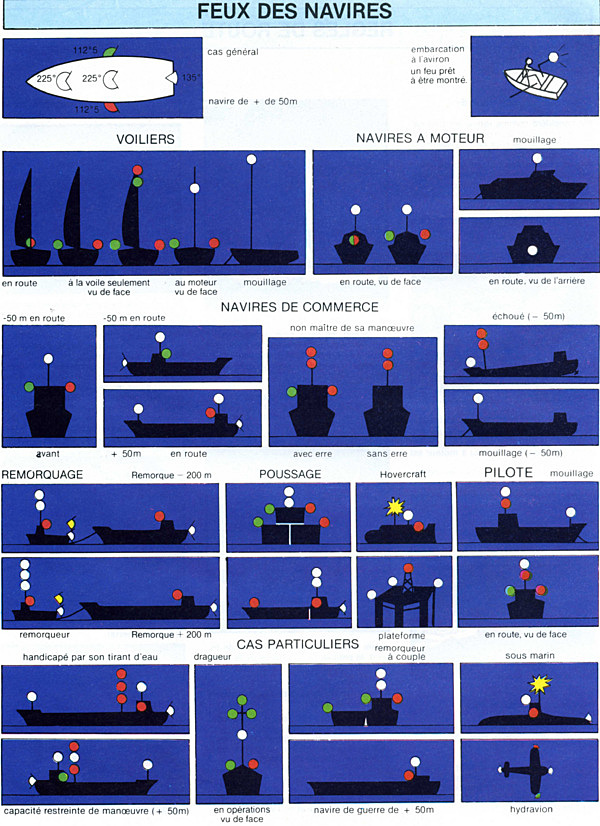 FEUX DES NAVIRES
112°5
225° 225° 135°
112°5
cas général
navire de + de 50m
embarcation
à l'aviron
un feu prêt
à être montré.
VOILIERS
NAVIRES A MOTEUR
mouillage
en route
à la voile seulement
vu de face
au moteur
vu de face
mouillage
en route, vu de face
en route, vu de l'arrière
NAVIRES DE COMMERCE
-50 m en route
-50 m en route
non maître de sa manœuvre
échoué (– 50m)
avant
+ 50m en route
avec erre
sans erre
mouillage (– 50m)
REMORQUAGE
Remorque – 200 m
POUSSAGE
Hovercraft
PILOTE
mouillage
remorqueur
Remorque + 200 m
plateforme
en route, vu de face
CAS PARTICULIERS
handicapé par son tirant d'eau
dragueur
remorqueur
à couple
sous marin
capacité restreinte de manœuvre (+ 50m)
en opérations
vu de face
navire de guerre de + 50m
hydravion